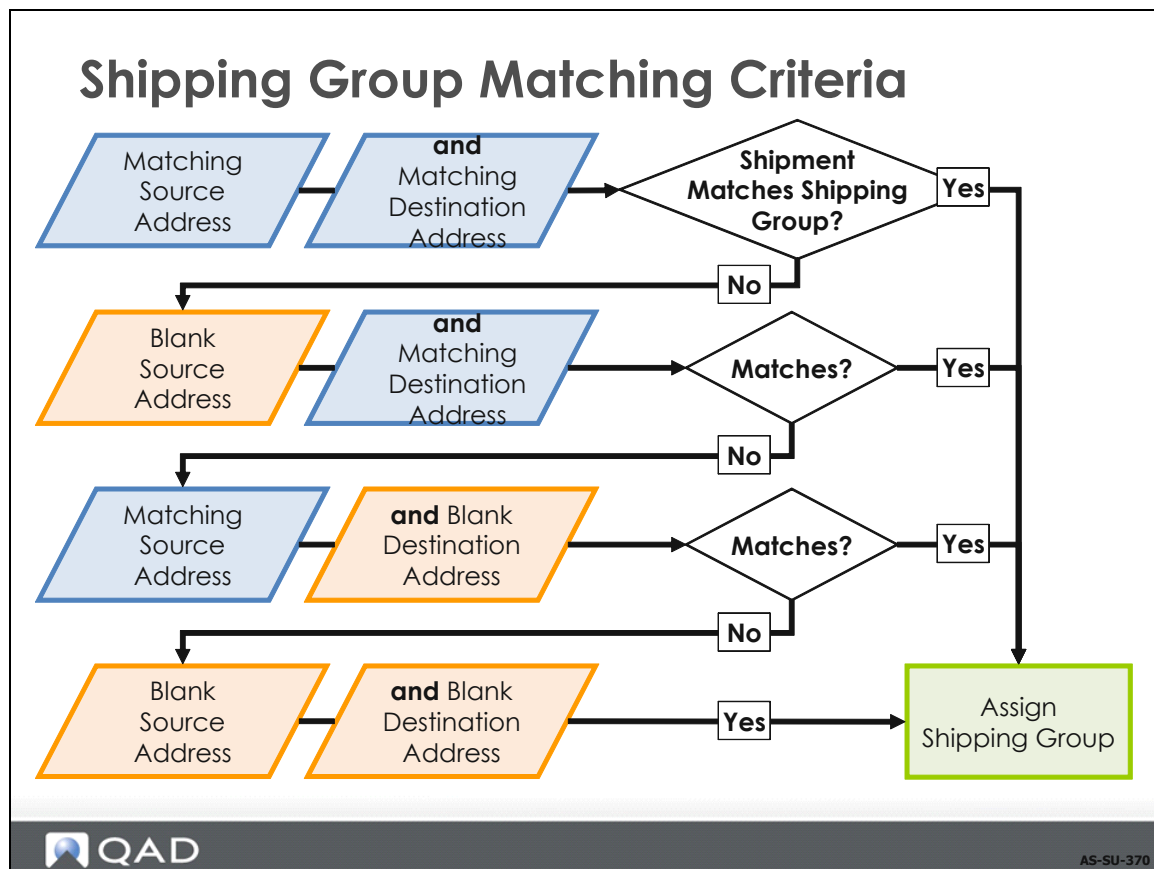 Shipping Group Matching Criteria
Matching
Source
Address
and
Matching
Destination
Address
Shipment
Matches Shipping
Group?
Yes
No
Blank
Source
Address
and
Matching
Destination
Address
Matches?
Yes
No
Matching
Source
Address
and Blank
Destination
Address
Matches?
Yes
No
Blank
Source
Address
and Blank
Destination
Address
Yes
Assign
Shipping Group
QAD
AS-SU-370